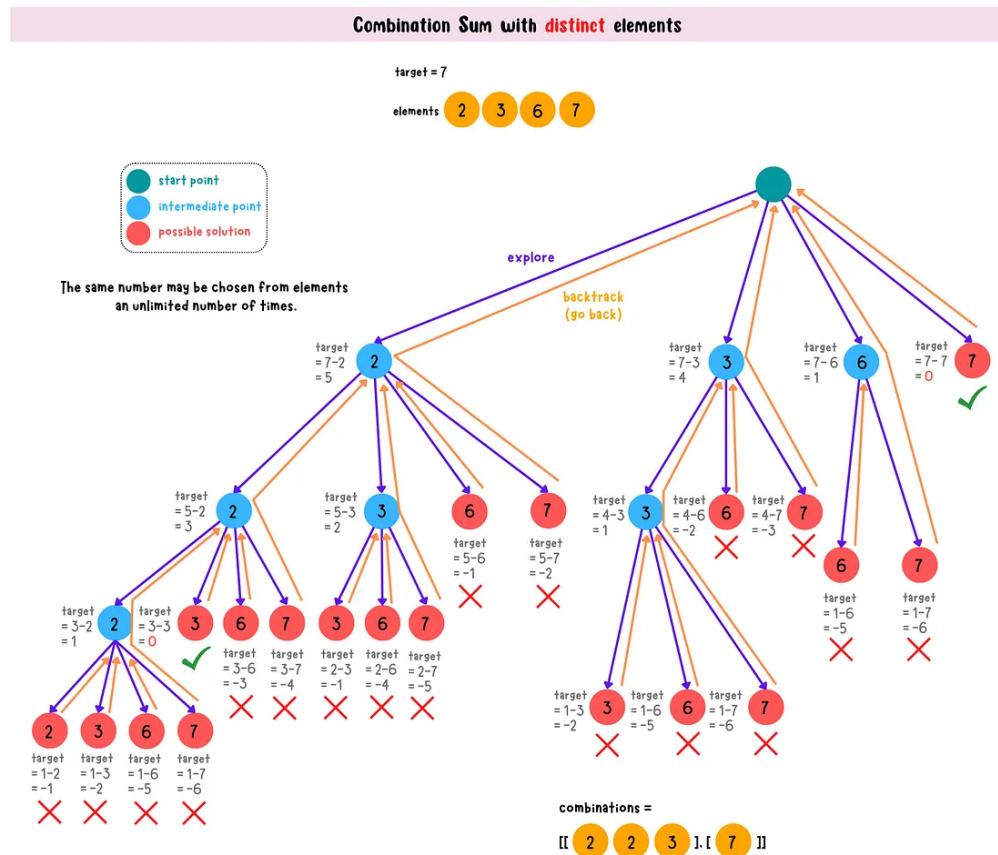 Combination Sum with distinct elements
target = 7
elements 2 3 6 7
start point
intermediate point
possible solution
The same number may be chosen from elements
an unlimited number of times.
explore
backtrack
(go back)
target
= 7-2
= 5
2
target
= 7-3
= 4
3
target
= 7-6
= 1
6
target
= 7-7
= 0
7
target
= 5-2
= 3
2
target
= 5-3
= 2
3
6
target
= 5-6
= -1
7
target
= 5-7
= -2
target
= 4-3
= 1
3
target
= 4-6
= -2
6
target
= 4-7
= -3
7
6
target
= 1-6
= -5
7
target
= 1-7
= -6
target
= 3-2
= 1
2
target
= 3-3
= 0
3
6
target
= 3-6
= -3
7
target
= 3-7
= -4
3
target
= 2-3
= -1
6
target
= 2-6
= -4
7
target
= 2-7
= -5
target
= 1-3
= -2
3
target
= 1-6
= -5
6
target
= 1-7
= -6
7
2
target
= 1-2
= -1
3
target
= 1-3
= -2
6
target
= 1-6
= -5
7
target
= 1-7
= -6
combinations =
[[ 2 2 3 ], [ 7 ]]